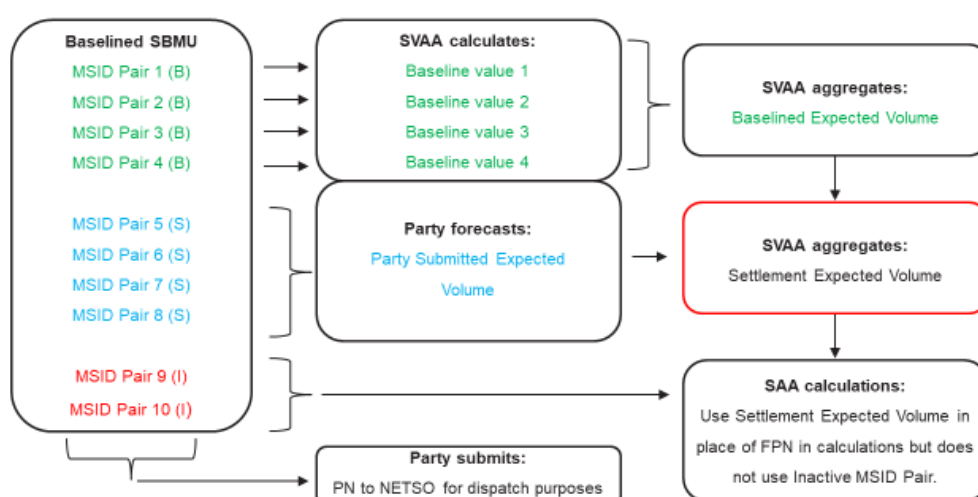 Baselined SBMU
MSID Pair 1 (B)
MSID Pair 2 (B)
MSID Pair 3 (B)
MSID Pair 4 (B)
MSID Pair 5 (S)
MSID Pair 6 (S)
MSID Pair 7 (S)
MSID Pair 8 (S)
MSID Pair 9 (I)
MSID Pair 10 (I)
SVAA calculates:
Baseline value 1
Baseline value 2
Baseline value 3
Baseline value 4
Party forecasts:
Party Submitted Expected
Volume
Party submits:
PN to NETSO for dispatch purposes
SVAA aggregates:
Baselined Expected Volume
SVAA aggregates:
Settlement Expected Volume
SAA calculations:
Use Settlement Expected Volume in
place of FPN in calculations but does
not use Inactive MSID Pair.